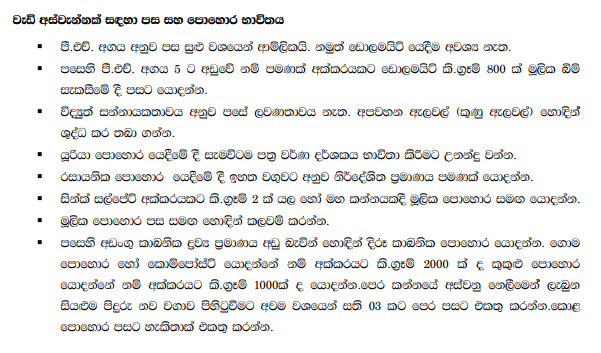 වැඩි අස්වැන්නක් සඳහා පස සහ පොහොර භාවිතය
▪ පී.එච්. අගය අනුව පස සුළු වශයෙන් ආම්ලිකයි. නමුත් ඩොලමයිට් යෙදීම අවශ්‍ය නැත.
▪ පසෙහි පී.එච්. අගය 5 ට අඩුවේ නම් පමණක් අක්කරයකට ඩොලමයිට් කි.ග්‍රෑම් 800 ක් මූලික බිම්
සැකසීමේ දී පසට යොදන්න.
▪ විද්‍යුත් සන්නායකතාවය අනුව පසේ ලවණතාවය නැත. අපවහන ඇලවල් (කුණු ඇලවල්) හොඳින්
ශුද්ධ කර තබා ගන්න.
▪ යූරියා පොහොර යෙදීමේ දී සැමවිටම පත්‍ර වර්ණ දර්ශකය භාවිතා කිරීමට උනන්දු වන්න.
▪ රසායනික පොහොර යෙදීමේ දී ඉහත වගුවට අනුව නිර්දේශිත ප්‍රමාණය පමණක් යොදන්න.
▪ සින්ක් සල්පේට් අක්කරයකට කි.ග්‍රෑම් 2 ක් යල හෝ මහ කන්නයකදී මූලික පොහොර සමඟ යොදන්න.
▪ මූලික පොහොර පස සමඟ හොඳින් කලවම් කරන්න.
▪ පසෙහි අඩංගු කාබනික ද්‍රව්‍ය ප්‍රමාණය අඩු බැවින් හොඳින් දිරූ කාබනික පොහොර යොදන්න. ගොම
පොහොර හෝ කොම්පෝස්ට් යොදන්නේ නම් අක්කරයකට කි.ග්‍රෑම් 2000 ක් ද කුකුළු පොහොර
යොදන්නේ නම් අක්කරයකට කි.ග්‍රෑම් 1000ක් ද යොදන්න.පෙර කන්නයේ අස්වනු නෙලීමෙන් ලැබුන
සියළුම පිදුරු නව වගාව පිහිටුවීමට අවම වශයෙන් සති 03 කට පෙර පසට එකතු කරන්න.කොළ
පොහොර පසට හැකිතාක් එකතු කරන්න.